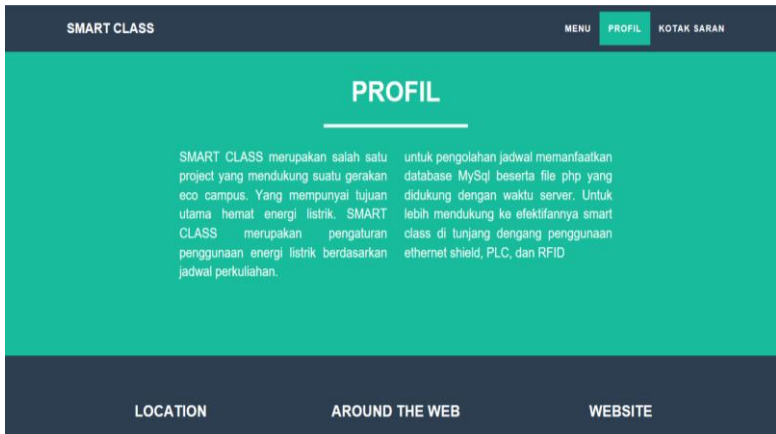 SMART CLASS
MENU PROFIL KOTAK SARAN
PROFIL
SMART CLASS merupakan salah satu
project yang mendukung suatu gerakan
eco campus. Yang mempunyai tujuan
utama hemat energi listrik. SMART
CLASS merupakan pengaturan
penggunaan energi listrik berdasarkan
jadwal perkuliahan.
untuk pengolahan jadwal memanfaatkan
database MySql beserta file php yang
didukung dengan waktu server. Untuk
lebih mendukung ke efektifannya smart
class di tunjang dengang penggunaan
ethernet shield, PLC, dan RFID
LOCATION
AROUND THE WEB
WEBSITE